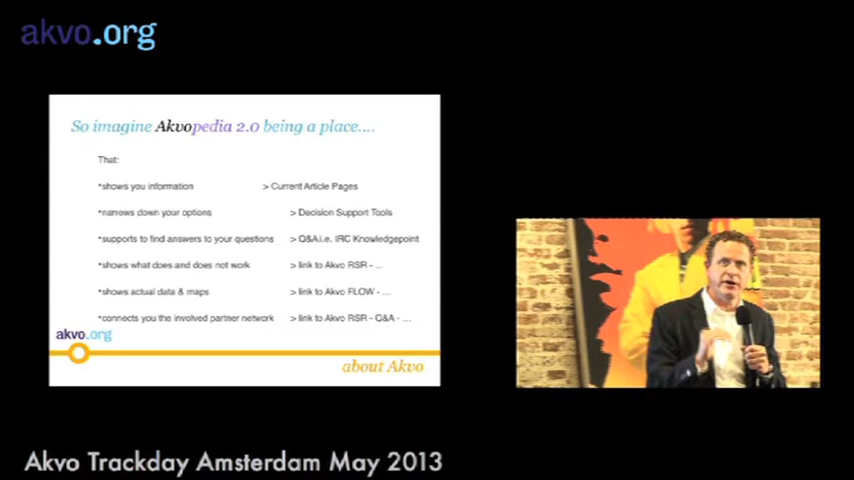 akvo.org
So imagine Akvopedia 2.0 being a place....
That:
•shows you information > Current Article Pages
•narrows down your options > Decision Support Tools
•supports to find answers to your questions > Q&A i.e. IRC Knowledgepoint
•shows what does and does not work > link to Akvo RSR - ...
•shows actual data & maps > link to Akvo FLOW - ...
•connects you the involved partner network > link to Akvo RSR - Q&A - ...
akvo.org
about Akvo
Akvo Trackday Amsterdam May 2013